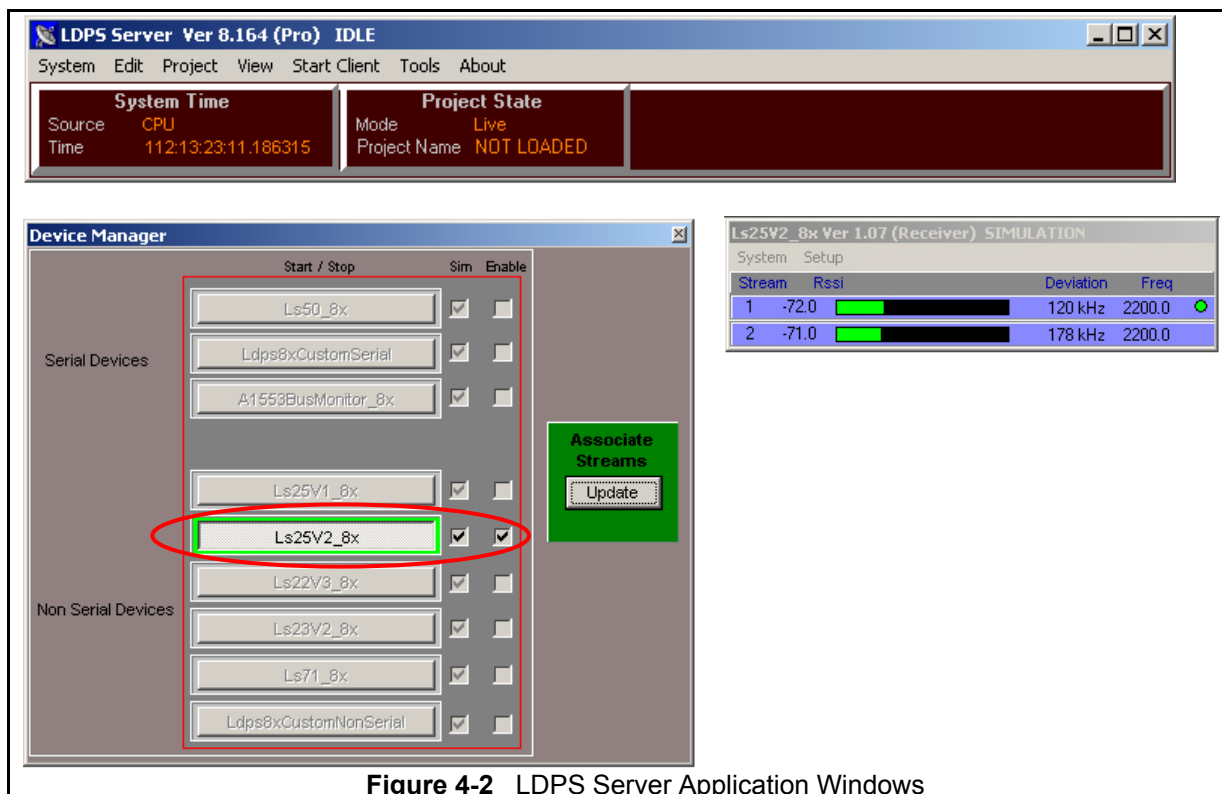 LDPS Server Ver 8.164 (Pro) IDLE
System Edit Project View Start Client Tools About
System Time
Source CPU
Time 112:13:23:11.186315
Project State
Mode Live
Project Name NOT LOADED
Device Manager
Start / Stop Sim Enable
Serial Devices
Ls50_8x
Ldps8xCustomSerial
A1553BusMonitor_8x
Non Serial Devices
Ls25V1_8x
Ls25V2_8x
Ls22V3_8x
Ls23V2_8x
Ls71_8x
Ldps8xCustomNonSerial
Associate
Streams
Update
Ls25V2_8x Ver 1.07 (Receiver) SIMULATION
System Setup
Stream Rssi Deviation Freq
1 -72.0 120 kHz 2200.0
2 -71.0 178 kHz 2200.0
Figure 4-2 LDPS Server Application Windows